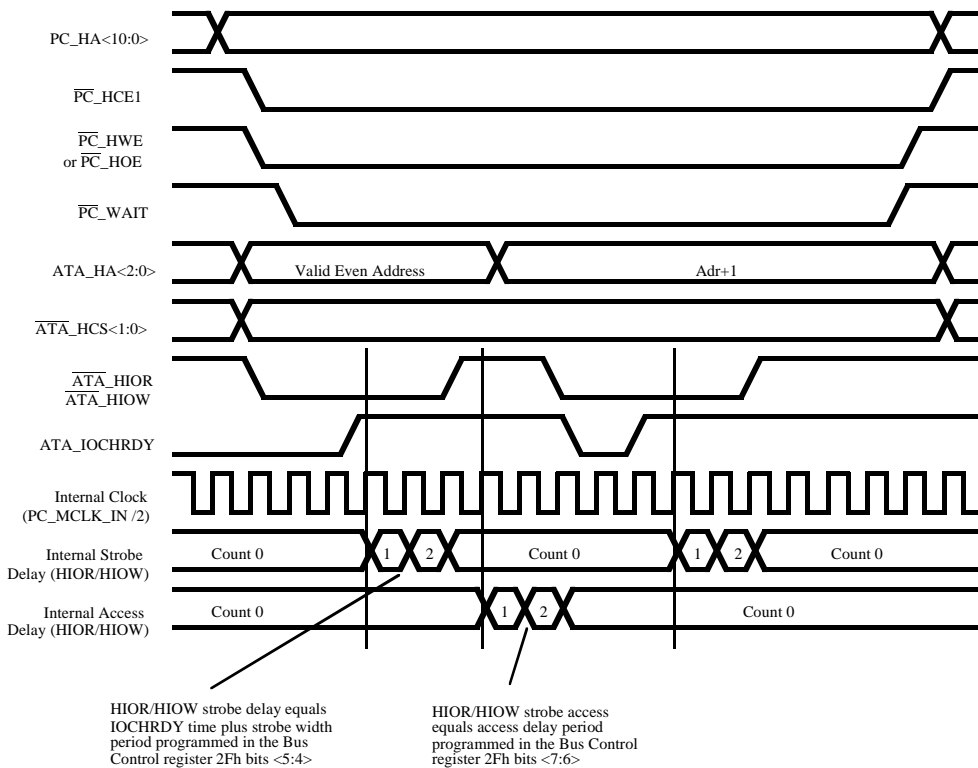 PC_HA<10:0>
PC_HCE1
PC_HWE
or PC_HOE
PC_WAIT
ATA_HA<2:0>
Valid Even Address
Adr+1
ATA_HCS<1:0>
ATA_HIOR
ATA_HIOW
ATA_IOCHRDY
Internal Clock
(PC_MCLK_IN /2)
Internal Strobe
Delay (HIOR/HIOW)
Count 0
1
2
Count 0
1
2
Count 0
Internal Access
Delay (HIOR/HIOW)
Count 0
1
2
Count 0
HIOR/HIOW strobe delay equals
IOCHRDY time plus strobe width
period programmed in the Bus
Control register 2Fh bits <5:4>
HIOR/HIOW strobe access
equals access delay period
programmed in the Bus Control
register 2Fh bits <7:6>